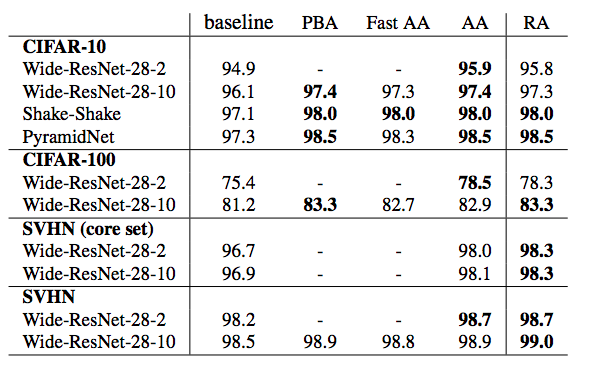 baseline PBA Fast AA AA RA
CIFAR-10
Wide-ResNet-28-2 94.9 - - 95.9 95.8
Wide-ResNet-28-10 96.1 97.4 97.3 97.4 97.3
Shake-Shake 97.1 98.0 98.0 98.0 98.0
PyramidNet 97.3 98.5 98.3 98.5 98.5
CIFAR-100
Wide-ResNet-28-2 75.4 - - 78.5 78.3
Wide-ResNet-28-10 81.2 83.3 82.7 82.9 83.3
SVHN (core set)
Wide-ResNet-28-2 96.7 - - 98.0 98.3
Wide-ResNet-28-10 96.9 - - 98.1 98.3
SVHN
Wide-ResNet-28-2 98.2 - - 98.7 98.7
Wide-ResNet-28-10 98.5 98.9 98.8 98.9 99.0